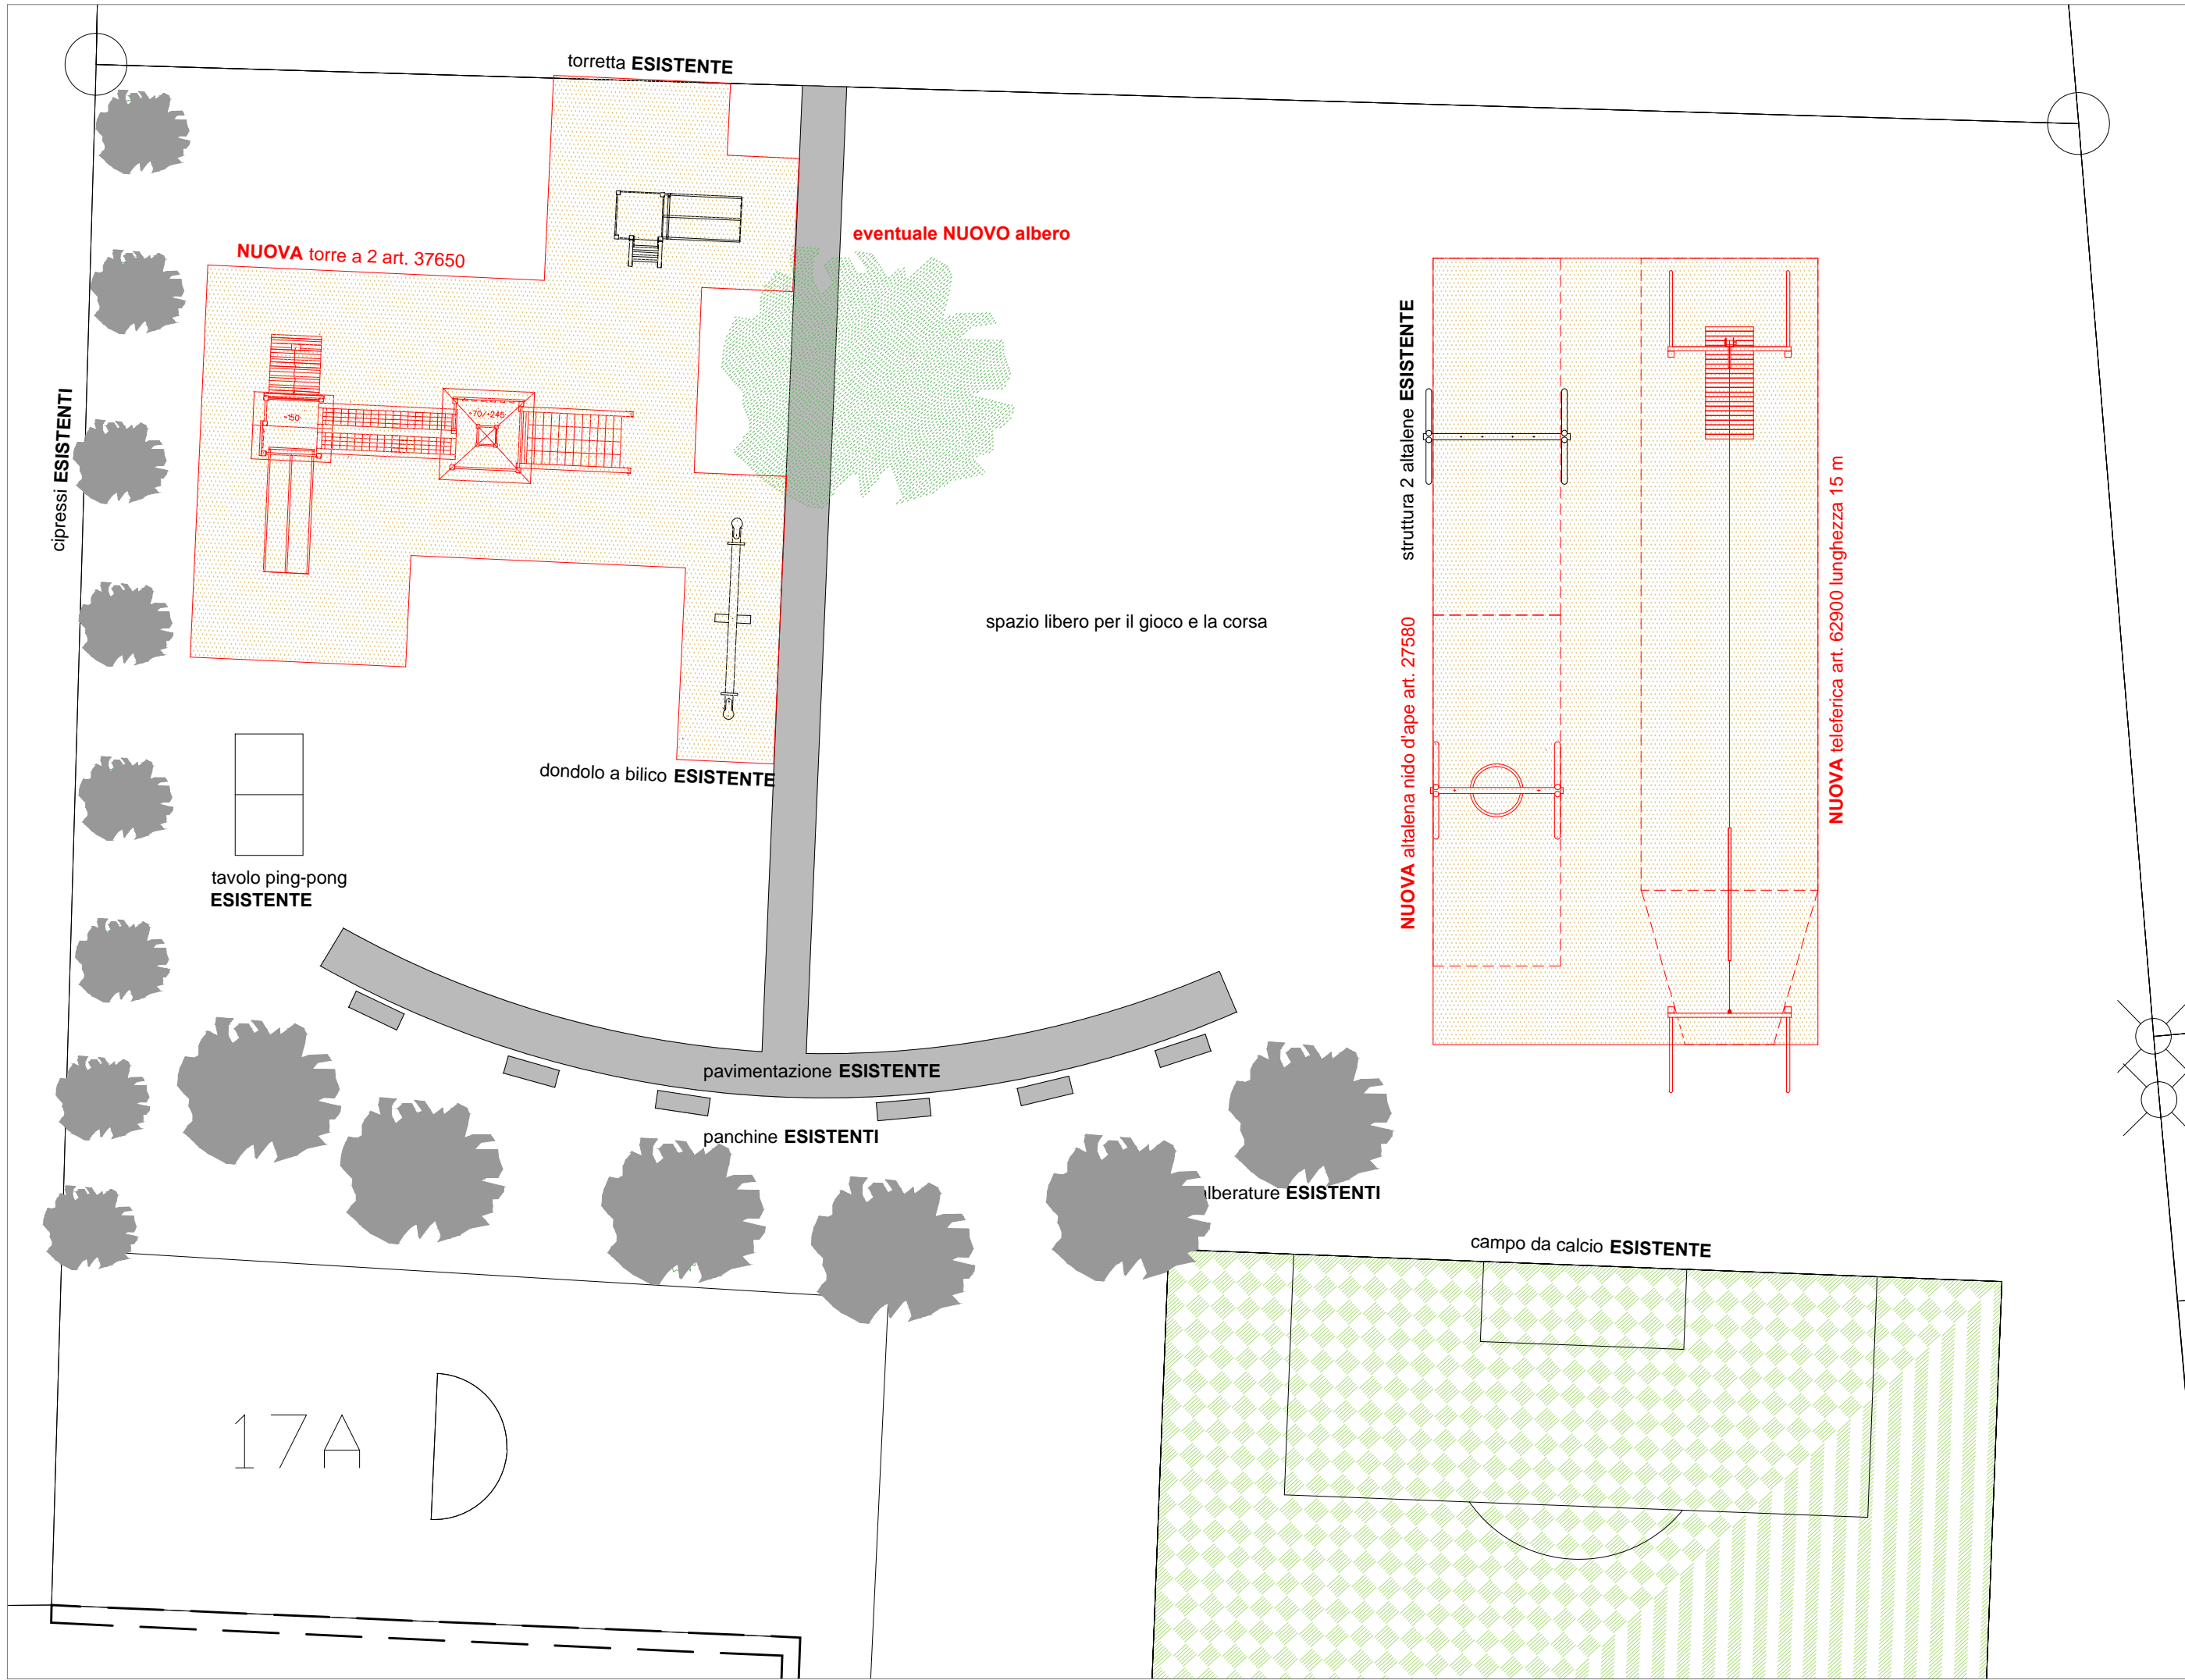 torretta ESISTENTE
eventuale NUOVO albero
NUOVA torre a 2 art. 37650
+150
+70/+245
cipressi ESISTENTI
struttura 2 altalene ESISTENTE
NUOVA teleferica art. 62900 lunghezza 15 m
spazio libero per il gioco e la corsa
NUOVA altalena nido d'ape art. 27580
dondolo a bilico ESISTENTE
tavolo ping-pong
ESISTENTE
pavimentazione ESISTENTE
panchine ESISTENTI
lberature ESISTENTI
campo da calcio ESISTENTE
17A